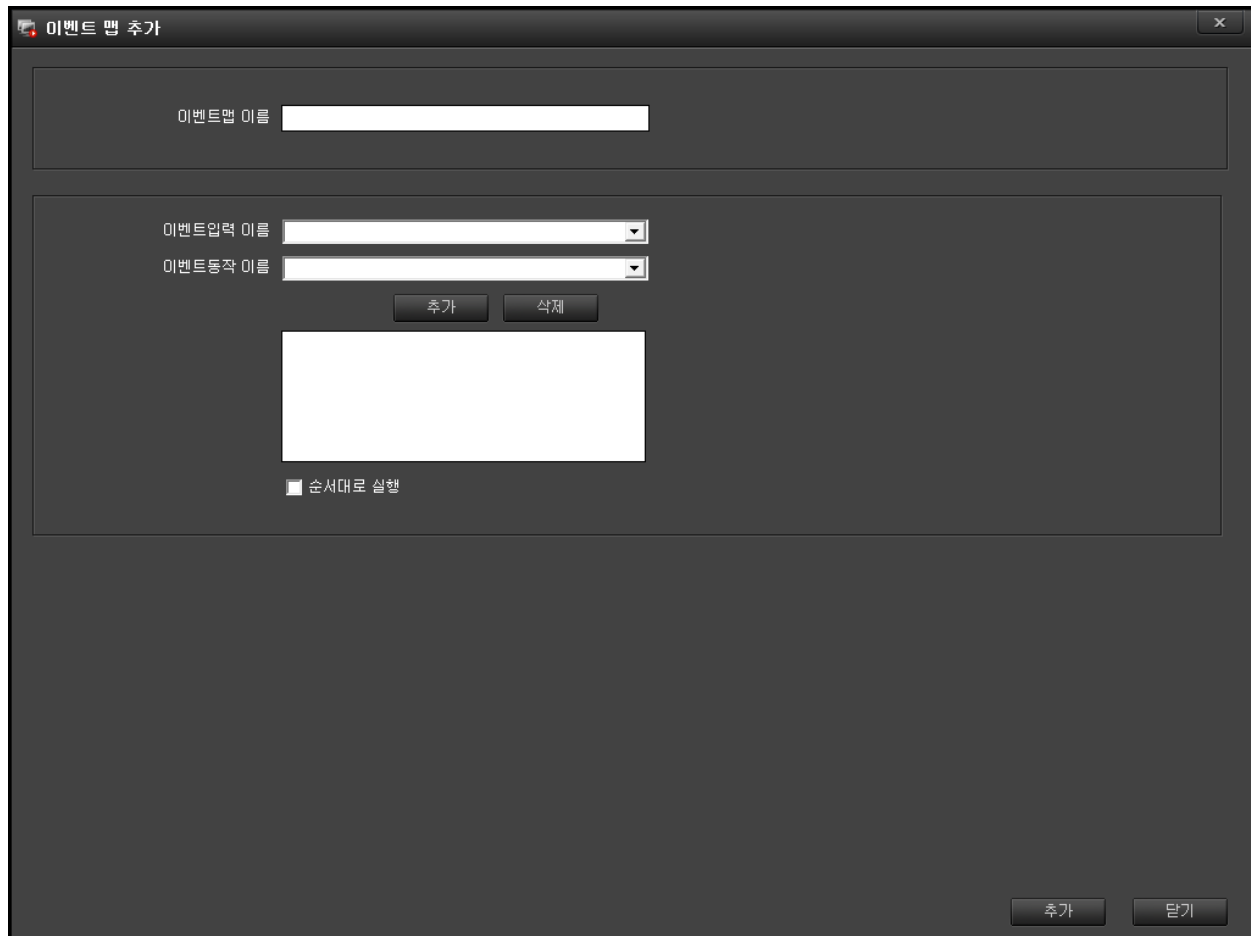 이벤트 맵 추가
이벤트맵 이름
이벤트입력 이름
이벤트동작 이름
추가 삭제
순서대로 실행
추가 닫기